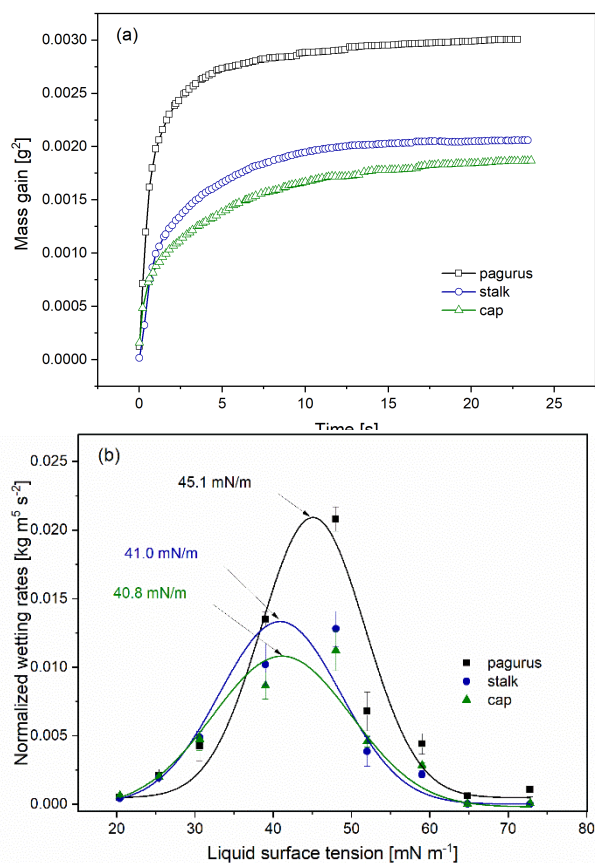 (a)
0.0030
0.0025
0.0020
0.0015
0.0010
0.0005
0.0000
Mass gain [g²]
pagurus
stalk
cap
0 5 10 15 20 25
Time [s]
(b)
0.025
0.020
0.015
0.010
0.005
0.000
Normalized wetting rates [kg m⁵ s⁻²]
45.1 mN/m
41.0 mN/m
40.8 mN/m
pagurus
stalk
cap
20 30 40 50 60 70 80
Liquid surface tension [mN m⁻¹]